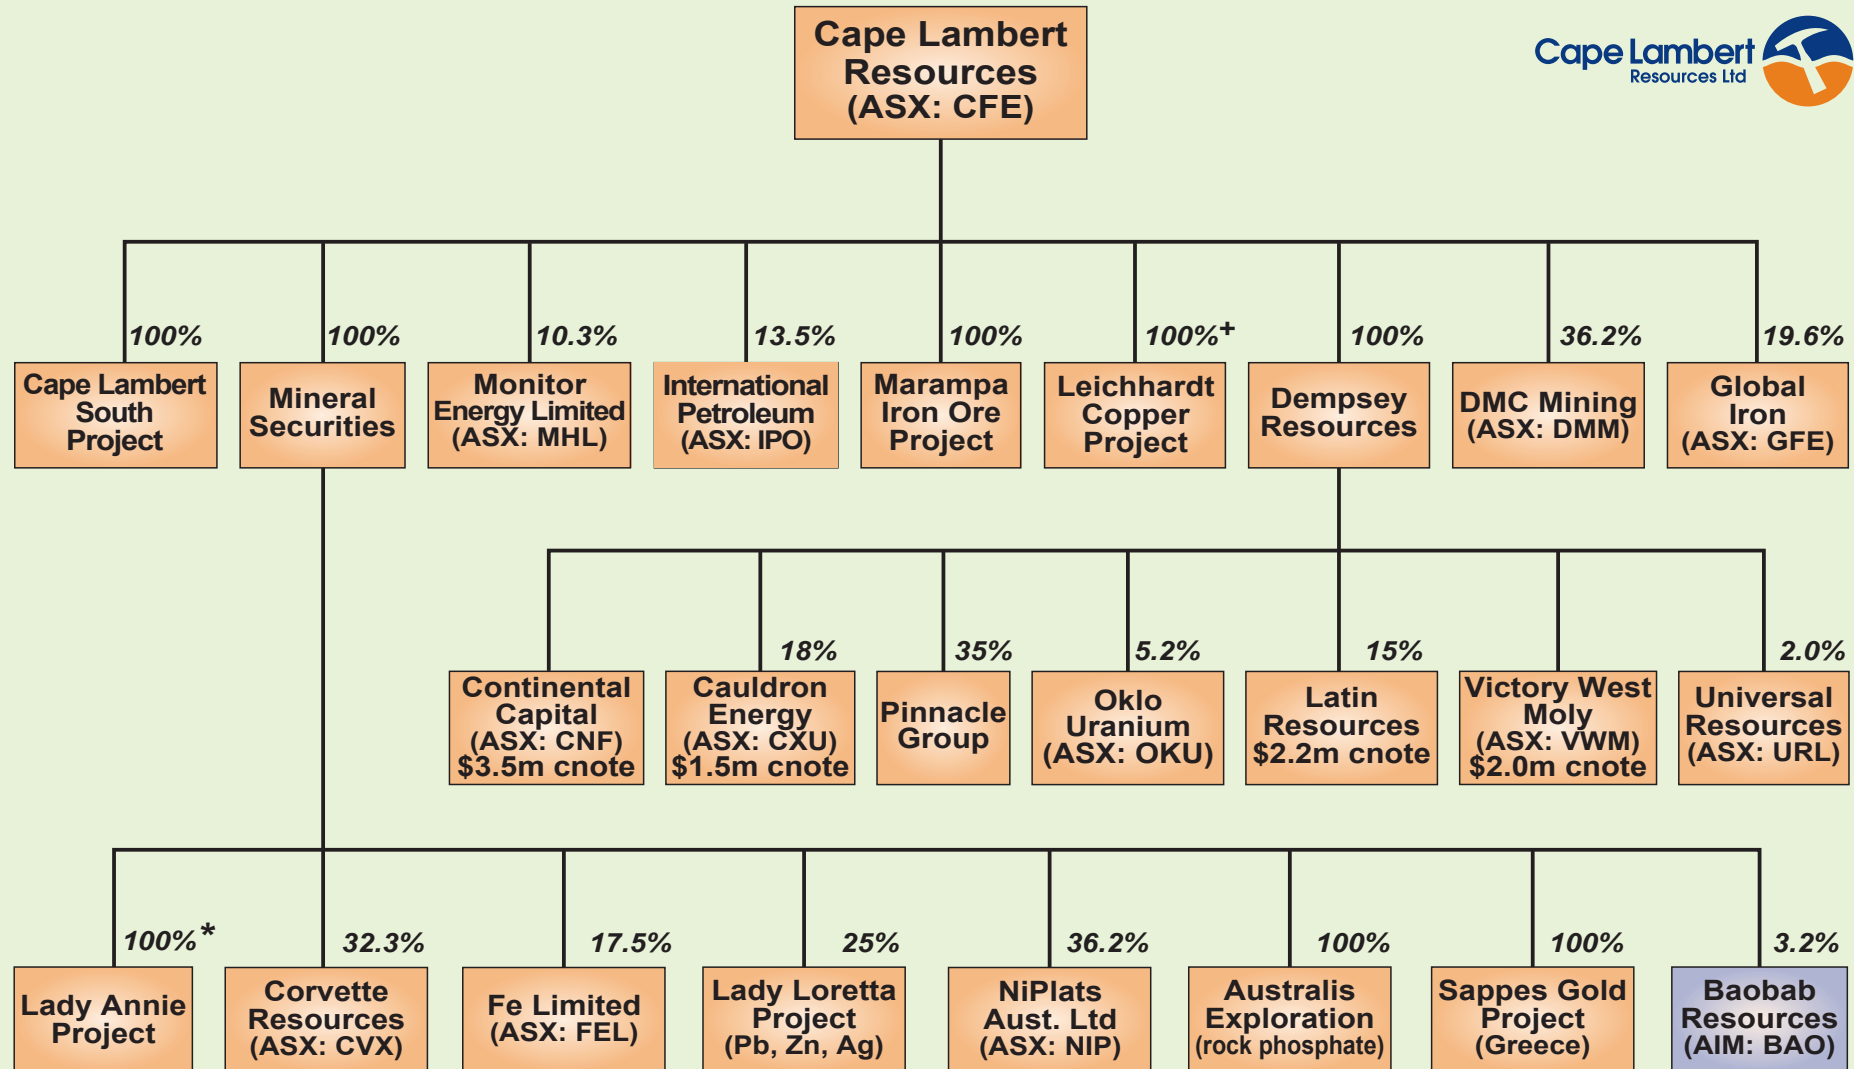 Cape Lambert
Resources
(ASX: CFE)
Cape Lambert
Resources Ltd
100%
100%
10.3%
13.5%
100%
100%+
100%
36.2%
19.6%
Cape Lambert
South
Project
Mineral
Securities
Monitor
Energy Limited
(ASX: MHL)
International
Petroleum
(ASX: IPO)
Marampa
Iron Ore
Project
Leichhardt
Copper
Project
Dempsey
Resources
DMC Mining
(ASX: DMM)
Global
Iron
(ASX: GFE)
18%
35%
5.2%
15%
2.0%
Continental
Capital
(ASX: CNF)
$3.5m cnote
Cauldron
Energy
(ASX: CXU)
$1.5m cnote
Pinnacle
Group
Oklo
Uranium
(ASX: OKU)
Latin
Resources
$2.2m cnote
Victory West
Moly
(ASX: VWM)
$2.0m cnote
Universal
Resources
(ASX: URL)
100%*
32.3%
17.5%
25%
36.2%
100%
100%
3.2%
Lady Annie
Project
Corvette
Resources
(ASX: CVX)
Fe Limited
(ASX: FEL)
Lady Loretta
Project
(Pb, Zn, Ag)
NiPlats
Aust. Ltd
(ASX: NIP)
Australis
Exploration
(rock phosphate)
Sappes Gold
Project
(Greece)
Baobab
Resources
(AIM: BAO)